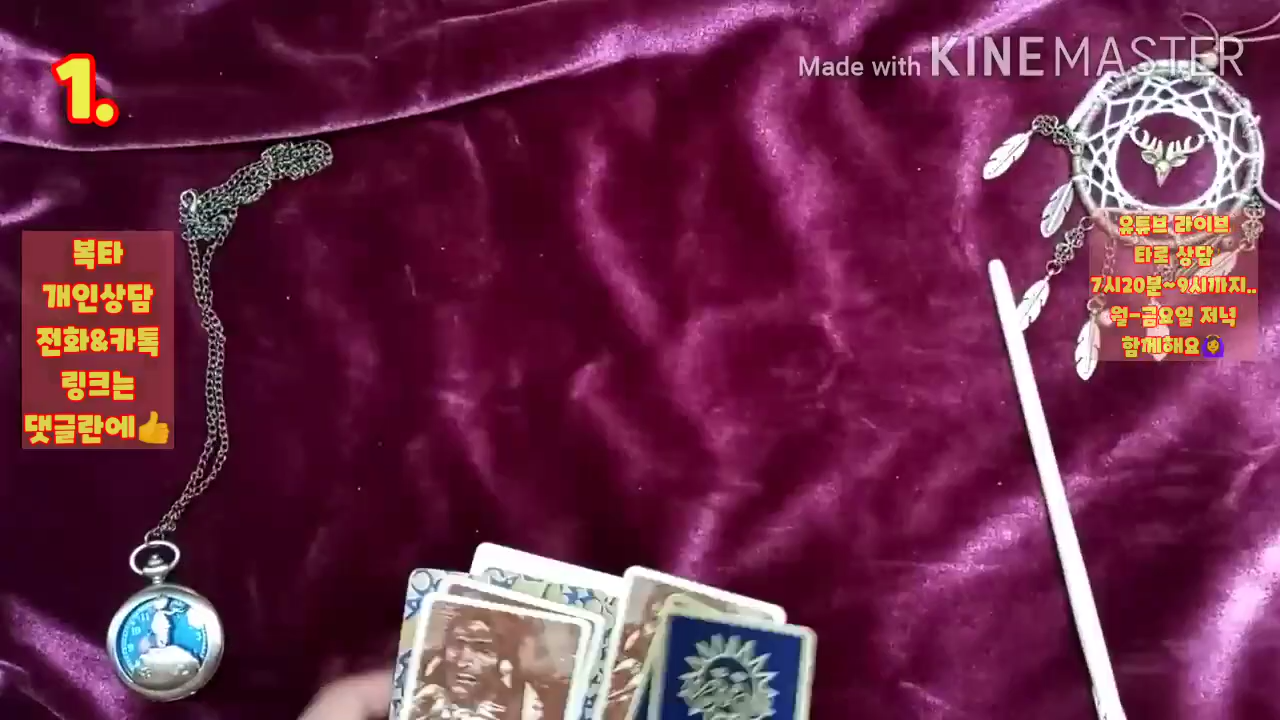 1.
Made with KINEMASTER
복타
개인상담
전화&카톡
링크는
댓글란에👍
유튜브 라이브
타로 상담
7시20분~9시까지..
월-금요일 저녁
함께해요🙆‍♀️